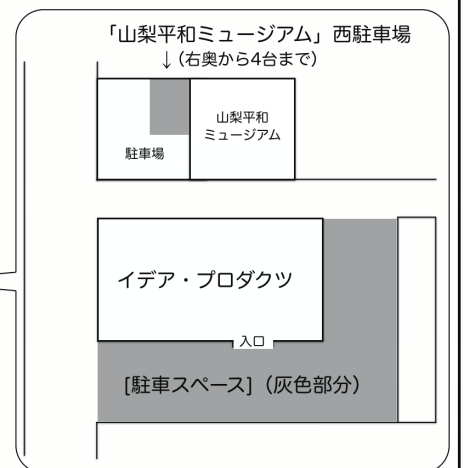 「山梨平和ミュージアム」西駐車場
↓（右奥から4台まで）
山梨平和
ミュージアム
駐車場
イデア・プロダクツ
入口
[駐車スペース]（灰色部分）